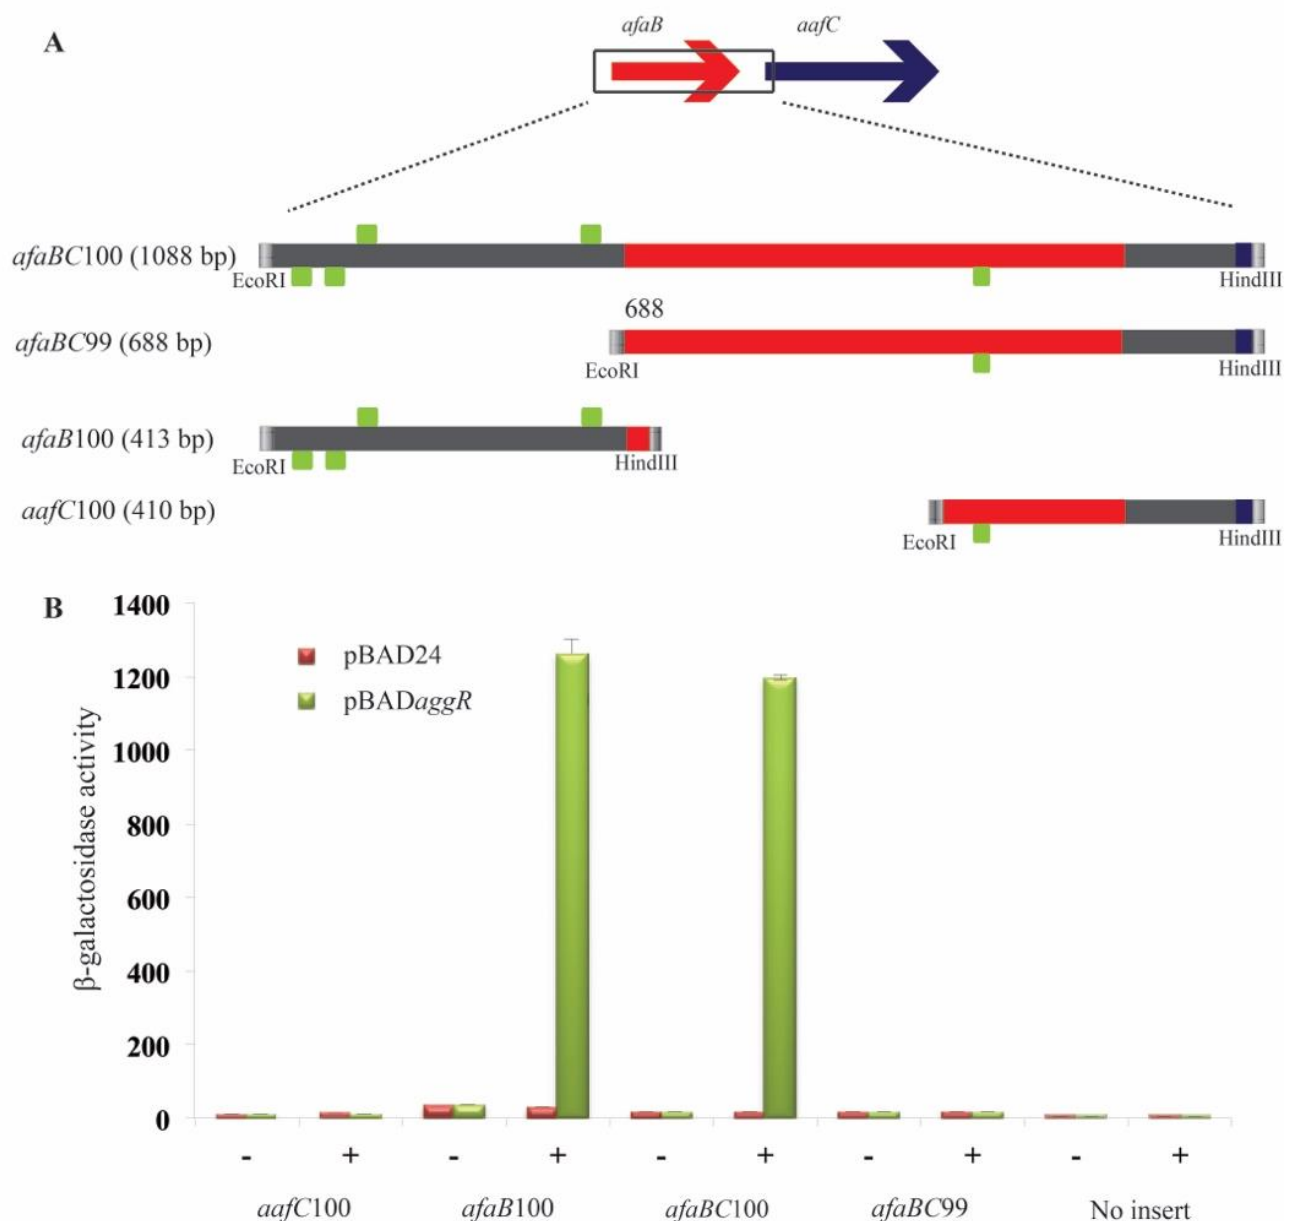 A
afaB aafC
afaBC100 (1088 bp)
EcoRI HindIII
688
afaBC99 (688 bp)
EcoRI HindIII
afaB100 (413 bp)
EcoRI HindIII
aafC100 (410 bp)
EcoRI HindIII
B
β-galactosidase activity
1400
1200
1000
800
600
400
200
0
pBAD24
pBADaggR
- + - + - + - + - +
aafC100 afaB100 afaBC100 afaBC99 No insert